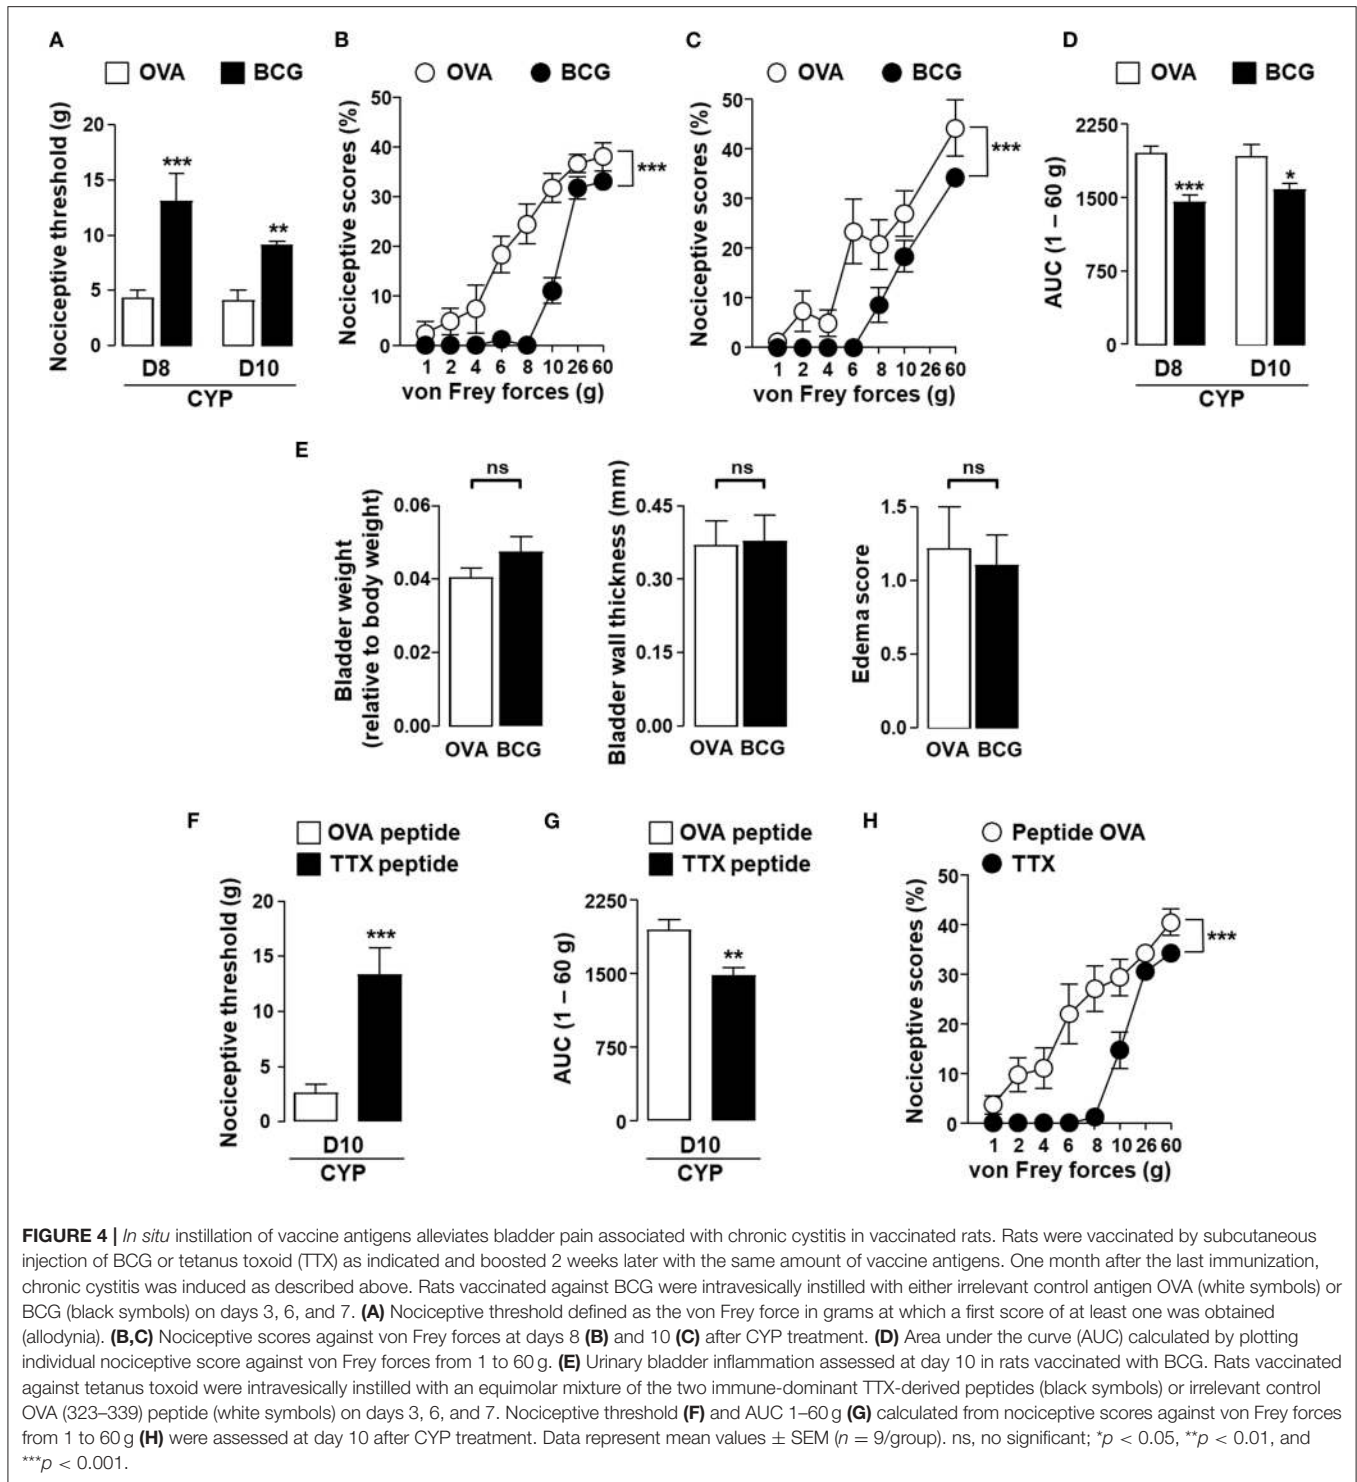 A
OVA BCG
Nociceptive threshold (g)
20
15
10
5
0
***
**
D8 D10
CYP
B
OVA BCG
Nociceptive scores (%)
50
40
30
20
10
0
***
1 2 4 6 8 10 26 60
von Frey forces (g)
C
OVA BCG
Nociceptive scores (%)
50
40
30
20
10
0
***
1 2 4 6 8 10 26 60
von Frey forces (g)
D
OVA BCG
AUC (1 – 60 g)
2250
1500
750
0
***
*
D8 D10
CYP
E
Bladder weight
(relative to body weight)
0.06
0.04
0.02
0.00
ns
OVA BCG
Bladder wall thickness (mm)
0.45
0.30
0.15
0.00
ns
OVA BCG
Edema score
1.5
1.0
0.5
0.0
ns
OVA BCG
F
OVA peptide
TTX peptide
Nociceptive threshold (g)
20
15
10
5
0
***
D10
CYP
G
OVA peptide
TTX peptide
AUC (1 – 60 g)
2250
1500
750
0
**
D10
CYP
H
Peptide OVA
TTX
Nociceptive scores (%)
50
40
30
20
10
0
***
1 2 4 6 8 10 26 60
von Frey forces (g)
FIGURE 4 | In situ instillation of vaccine antigens alleviates bladder pain associated with chronic cystitis in vaccinated rats. Rats were vaccinated by subcutaneous
injection of BCG or tetanus toxoid (TTX) as indicated and boosted 2 weeks later with the same amount of vaccine antigens. One month after the last immunization,
chronic cystitis was induced as described above. Rats vaccinated against BCG were intravesically instilled with either irrelevant control antigen OVA (white symbols) or
BCG (black symbols) on days 3, 6, and 7. (A) Nociceptive threshold defined as the von Frey force in grams at which a first score of at least one was obtained
(allodynia). (B,C) Nociceptive scores against von Frey forces at days 8 (B) and 10 (C) after CYP treatment. (D) Area under the curve (AUC) calculated by plotting
individual nociceptive score against von Frey forces from 1 to 60 g. (E) Urinary bladder inflammation assessed at day 10 in rats vaccinated with BCG. Rats vaccinated
against tetanus toxoid were intravesically instilled with an equimolar mixture of the two immune-dominant TTX-derived peptides (black symbols) or irrelevant control
OVA (323–339) peptide (white symbols) on days 3, 6, and 7. Nociceptive threshold (F) and AUC 1–60 g (G) calculated from nociceptive scores against von Frey forces
from 1 to 60 g (H) were assessed at day 10 after CYP treatment. Data represent mean values ± SEM (n = 9/group). ns, no significant; *p < 0.05, **p < 0.01, and
***p < 0.001.